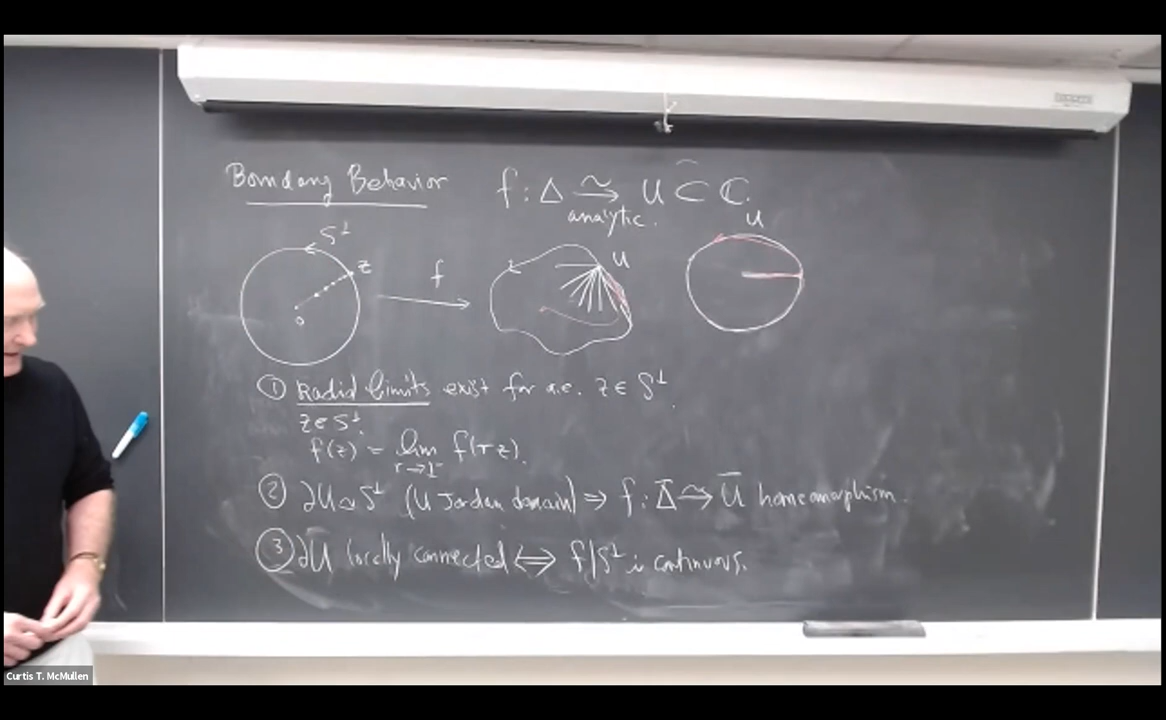 Boundary Behavior
f : Δ ⥲ U ⊂ ℂ.
analytic.
S¹
z
0
f
U
U
① Radial limits exist for a.e. z ∈ S¹.
z ∈ S¹.
f(z) = lim f(rz).
r→1⁻
② ∂U ≃ S¹ (U Jordan domain) ⇒ f : Δ̅ ⥲ U̅ homeomorphism.
③ ∂U locally connected ⟺ f|S¹ is continuous.
Curtis T. McMullen